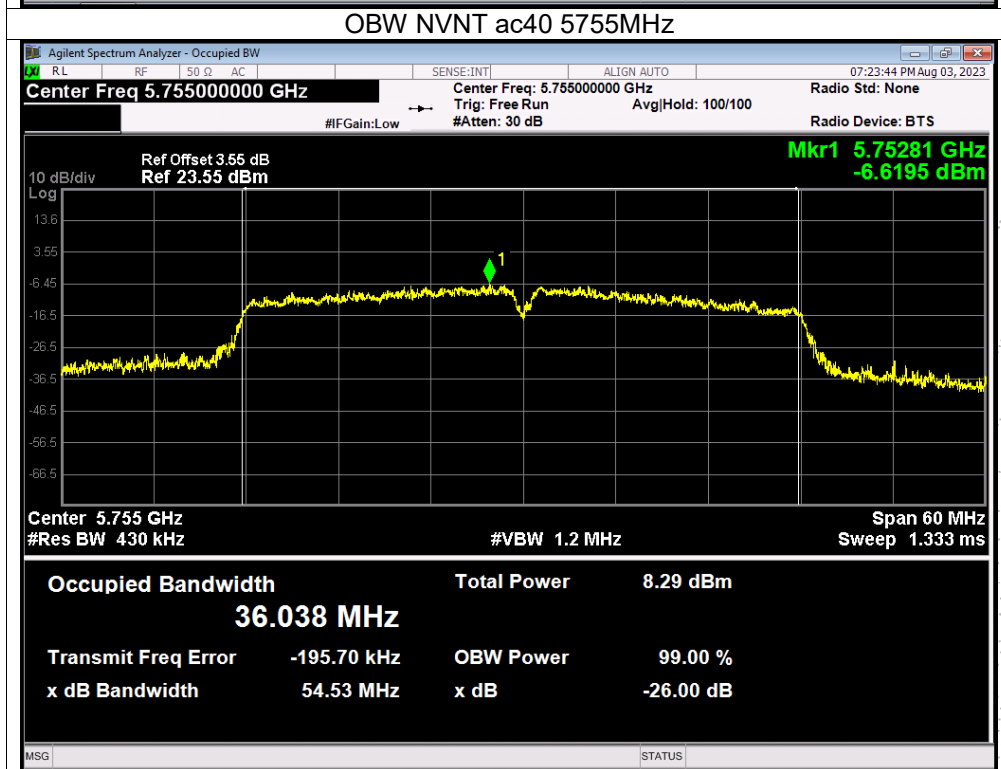 OBW NVNT ac40 5755MHz
Agilent Spectrum Analyzer - Occupied BW
LXI RL RF 50 Ω AC SENSE:INT ALIGN AUTO 07:23:44 PM Aug 03, 2023
Center Freq 5.755000000 GHz Center Freq: 5.755000000 GHz Radio Std: None
Trig: Free Run Avg|Hold: 100/100
#IFGain:Low #Atten: 30 dB Radio Device: BTS
Mkr1 5.75281 GHz
-6.6195 dBm
Ref Offset 3.55 dB
10 dB/div Ref 23.55 dBm
Log
13.6
3.55
1
-6.45
-16.5
-26.5
-36.5
-46.5
-56.5
-66.5
Center 5.755 GHz Span 60 MHz
#Res BW 430 kHz #VBW 1.2 MHz Sweep 1.333 ms
Occupied Bandwidth Total Power 8.29 dBm
36.038 MHz
Transmit Freq Error -195.70 kHz OBW Power 99.00 %
x dB Bandwidth 54.53 MHz x dB -26.00 dB
MSG STATUS